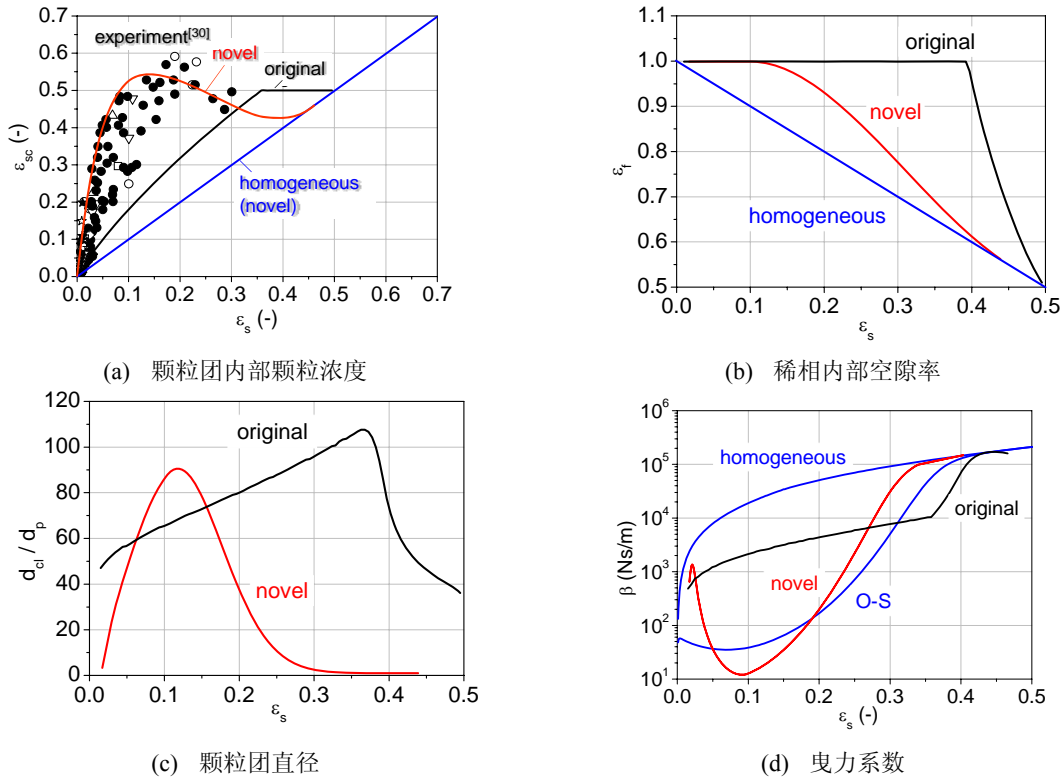 0.7
0.6
0.5
0.4
0.3
0.2
0.1
0.0
ε_sc (-)
experiment[30]
novel
original
homogeneous
(novel)
0.0 0.1 0.2 0.3 0.4 0.5 0.6 0.7
ε_s (-)
(a) 颗粒团内部颗粒浓度
1.1
1.0
0.9
0.8
0.7
0.6
0.5
ε_f
original
novel
homogeneous
0.0 0.1 0.2 0.3 0.4 0.5
ε_s
(b) 稀相内部空隙率
120
100
80
60
40
20
0
d_cl / d_p
original
novel
0.0 0.1 0.2 0.3 0.4 0.5
ε_s
(c) 颗粒团直径
10^6
10^5
10^4
10^3
10^2
10^1
β (Ns/m)
homogeneous
original
novel
O-S
0.0 0.1 0.2 0.3 0.4 0.5
ε_s (-)
(d) 曳力系数